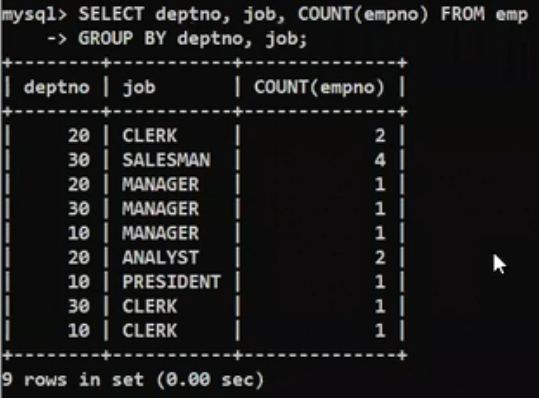 mysql> SELECT deptno, job, COUNT(empno) FROM emp
    -> GROUP BY deptno, job;
+--------+-----------+--------------+
| deptno | job       | COUNT(empno) |
+--------+-----------+--------------+
|     20 | CLERK     |            2 |
|     30 | SALESMAN  |            4 |
|     20 | MANAGER   |            1 |
|     30 | MANAGER   |            1 |
|     10 | MANAGER   |            1 |
|     20 | ANALYST   |            2 |
|     10 | PRESIDENT |            1 |
|     30 | CLERK     |            1 |
|     10 | CLERK     |            1 |
+--------+-----------+--------------+
9 rows in set (0.00 sec)